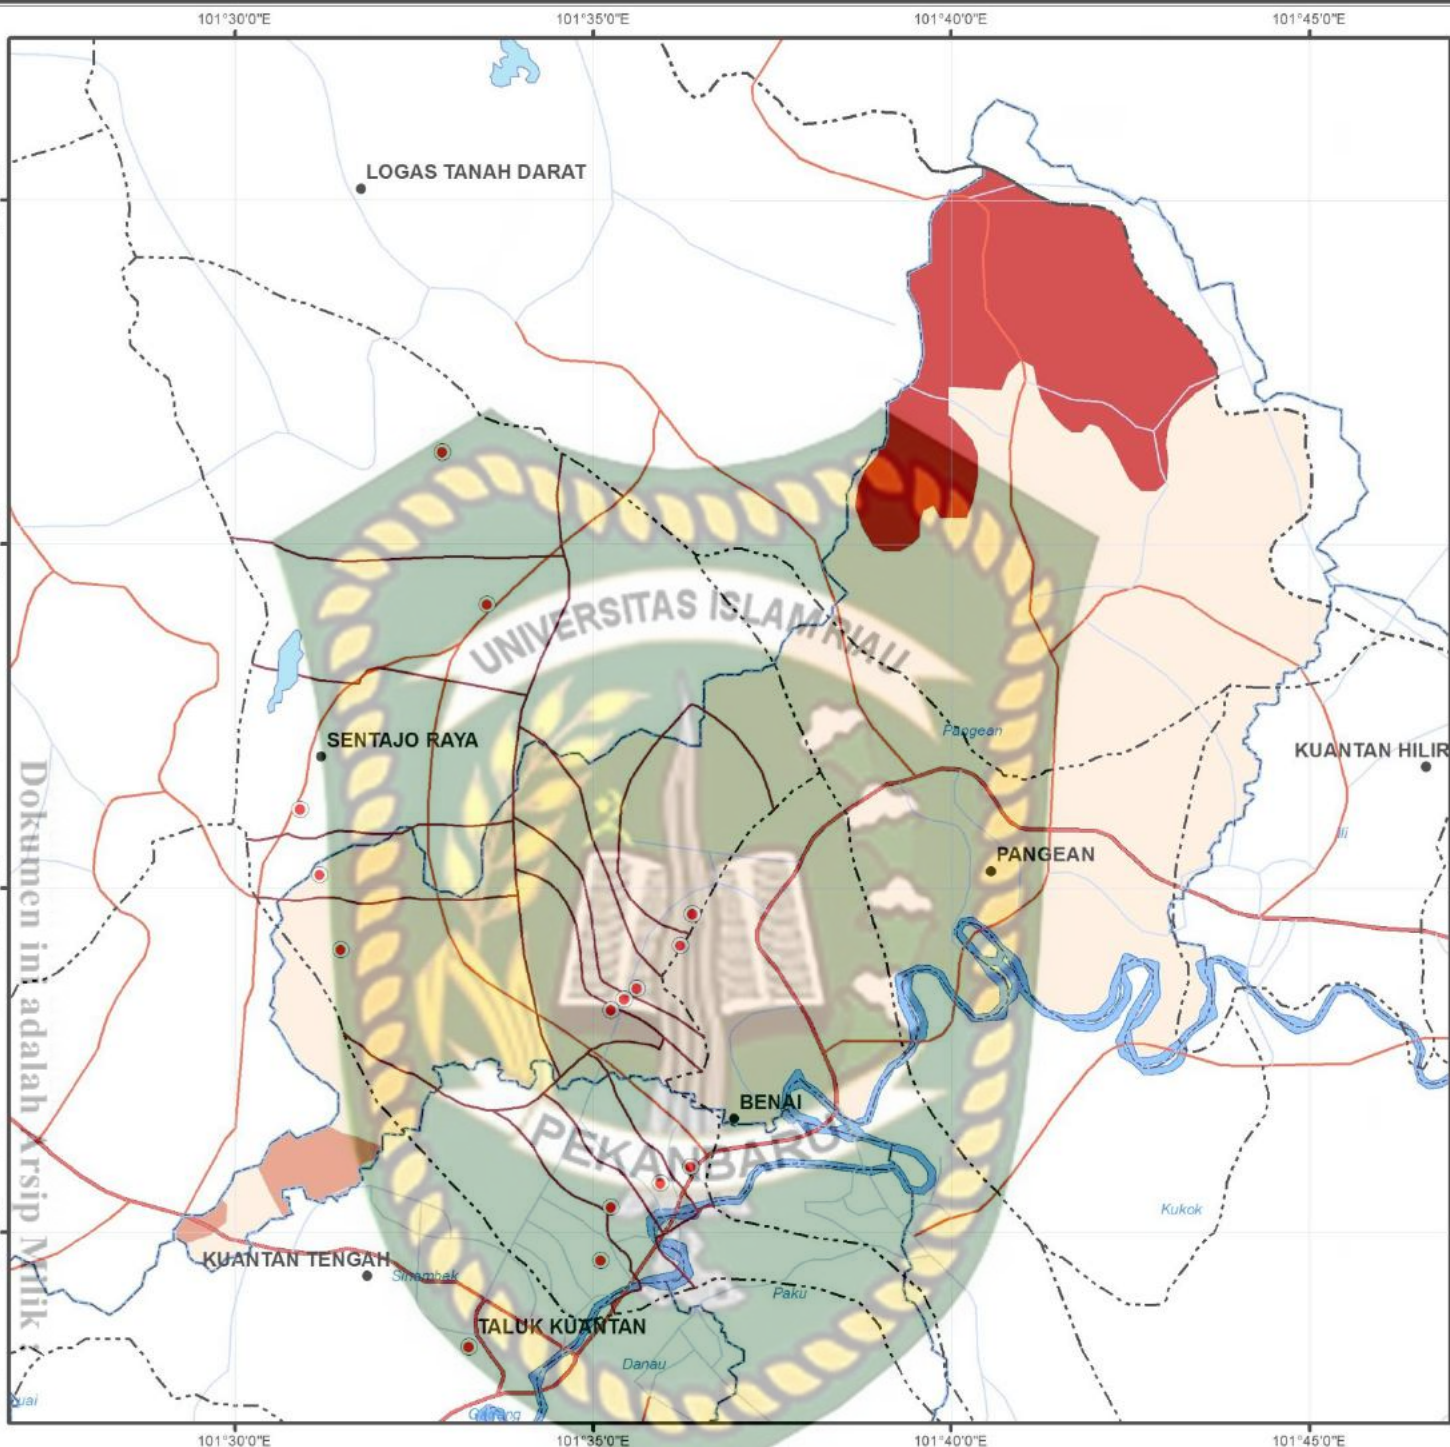 101°30'0"E
101°35'0"E
101°40'0"E
101°45'0"E
LOGAS TANAH DARAT
UNIVERSITAS ISLAM RIAU
Pangean
SENTAJO RAYA
KUANTAN HILIR
PANGEAN
BENAI
PEKANBARU
Kukok
KUANTAN TENGAH
Sinambek
Paku
TALUK KUANTAN
Danau
Dokumen ini adalah Arsip Milik :
101°30'0"E
101°35'0"E
101°40'0"E
101°45'0"E